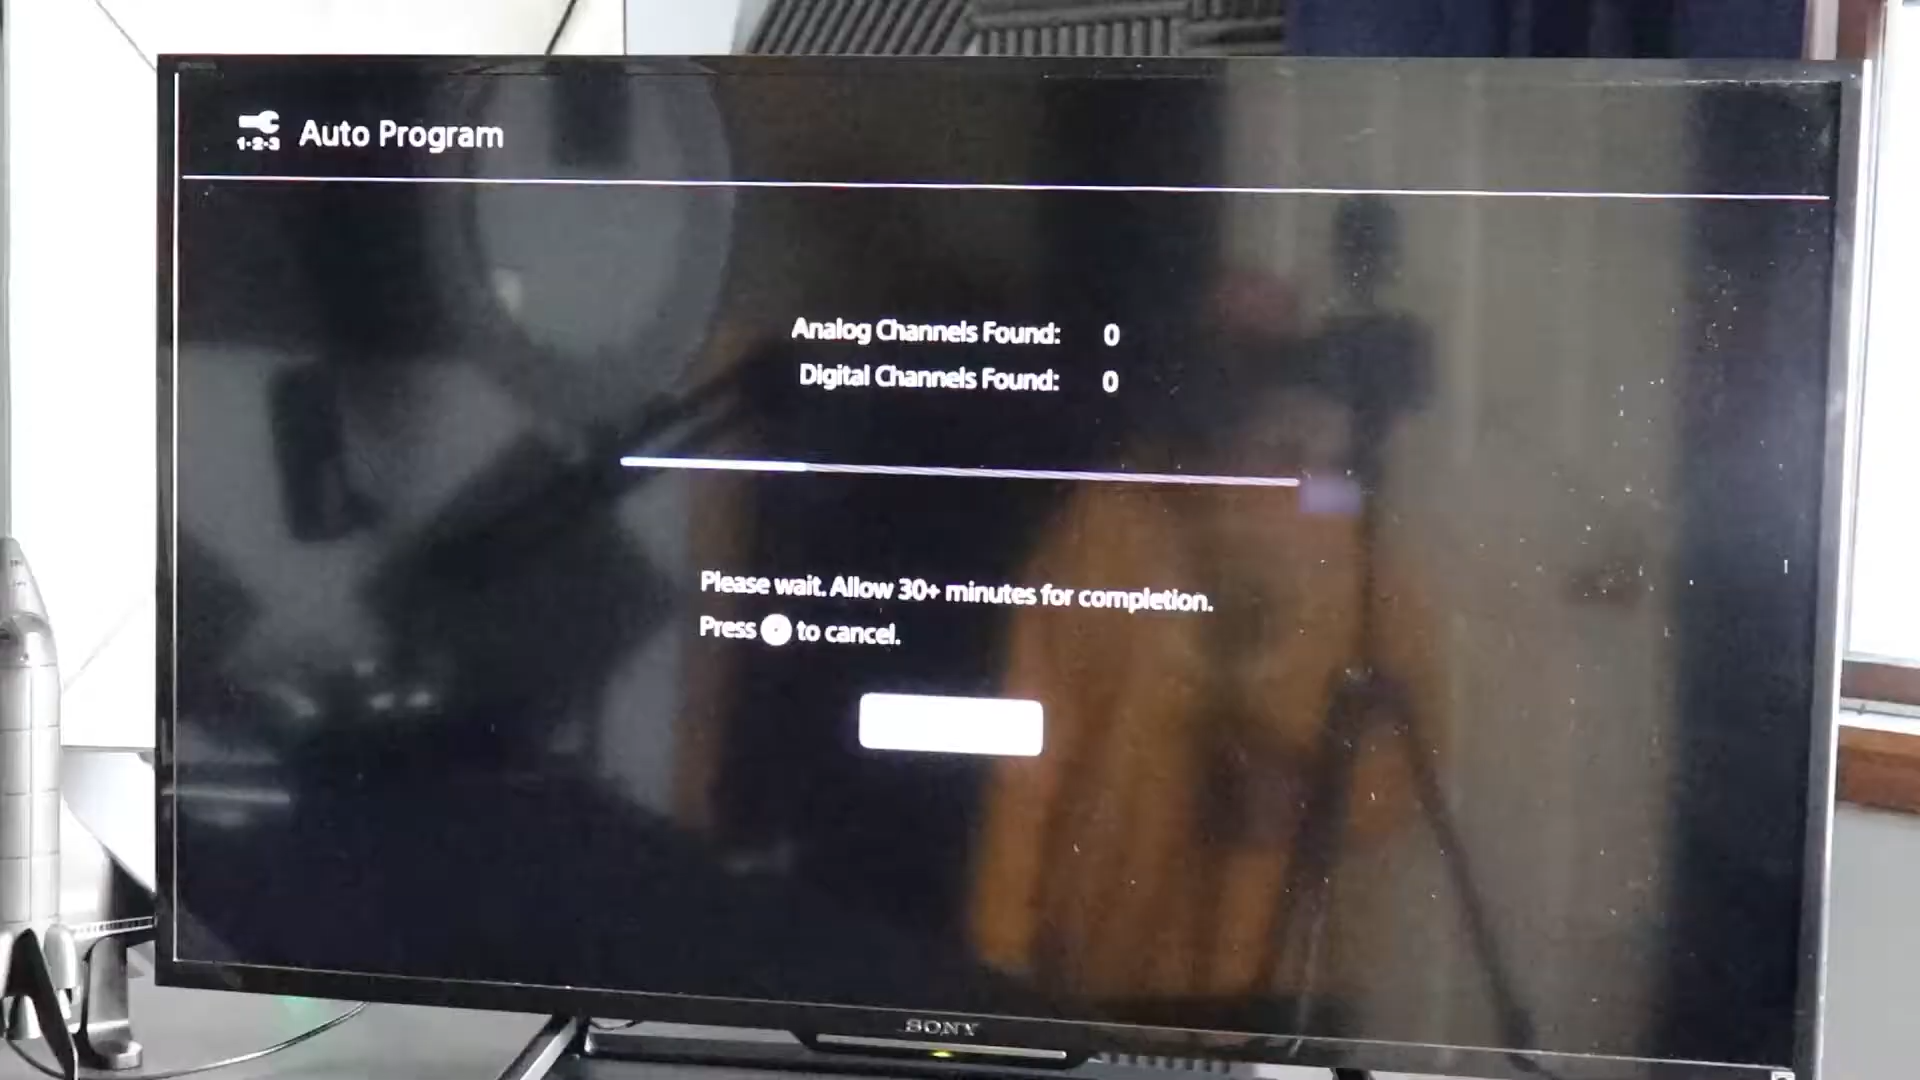 1-2-3 Auto Program
Analog Channels Found: 0
Digital Channels Found: 0
Please wait. Allow 30+ minutes for completion.
Press to cancel.
SONY